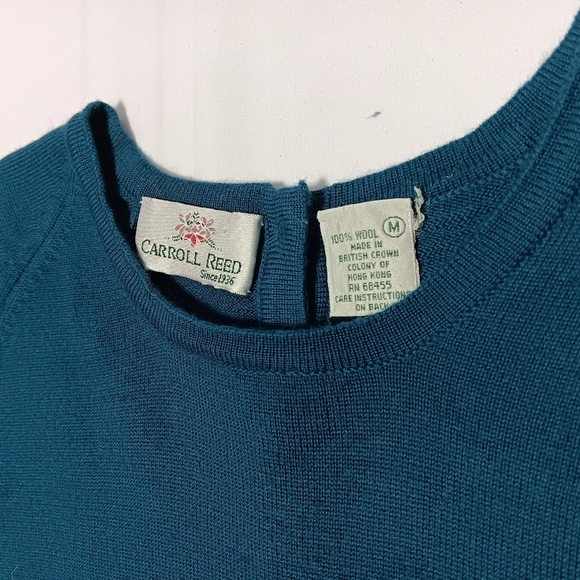 CARROLL REED
Since 1936
100% WOOL M
MADE IN
BRITISH CROWN
COLONY OF
HONG KONG
RN 68455
CARE INSTRUCTION
ON BACK